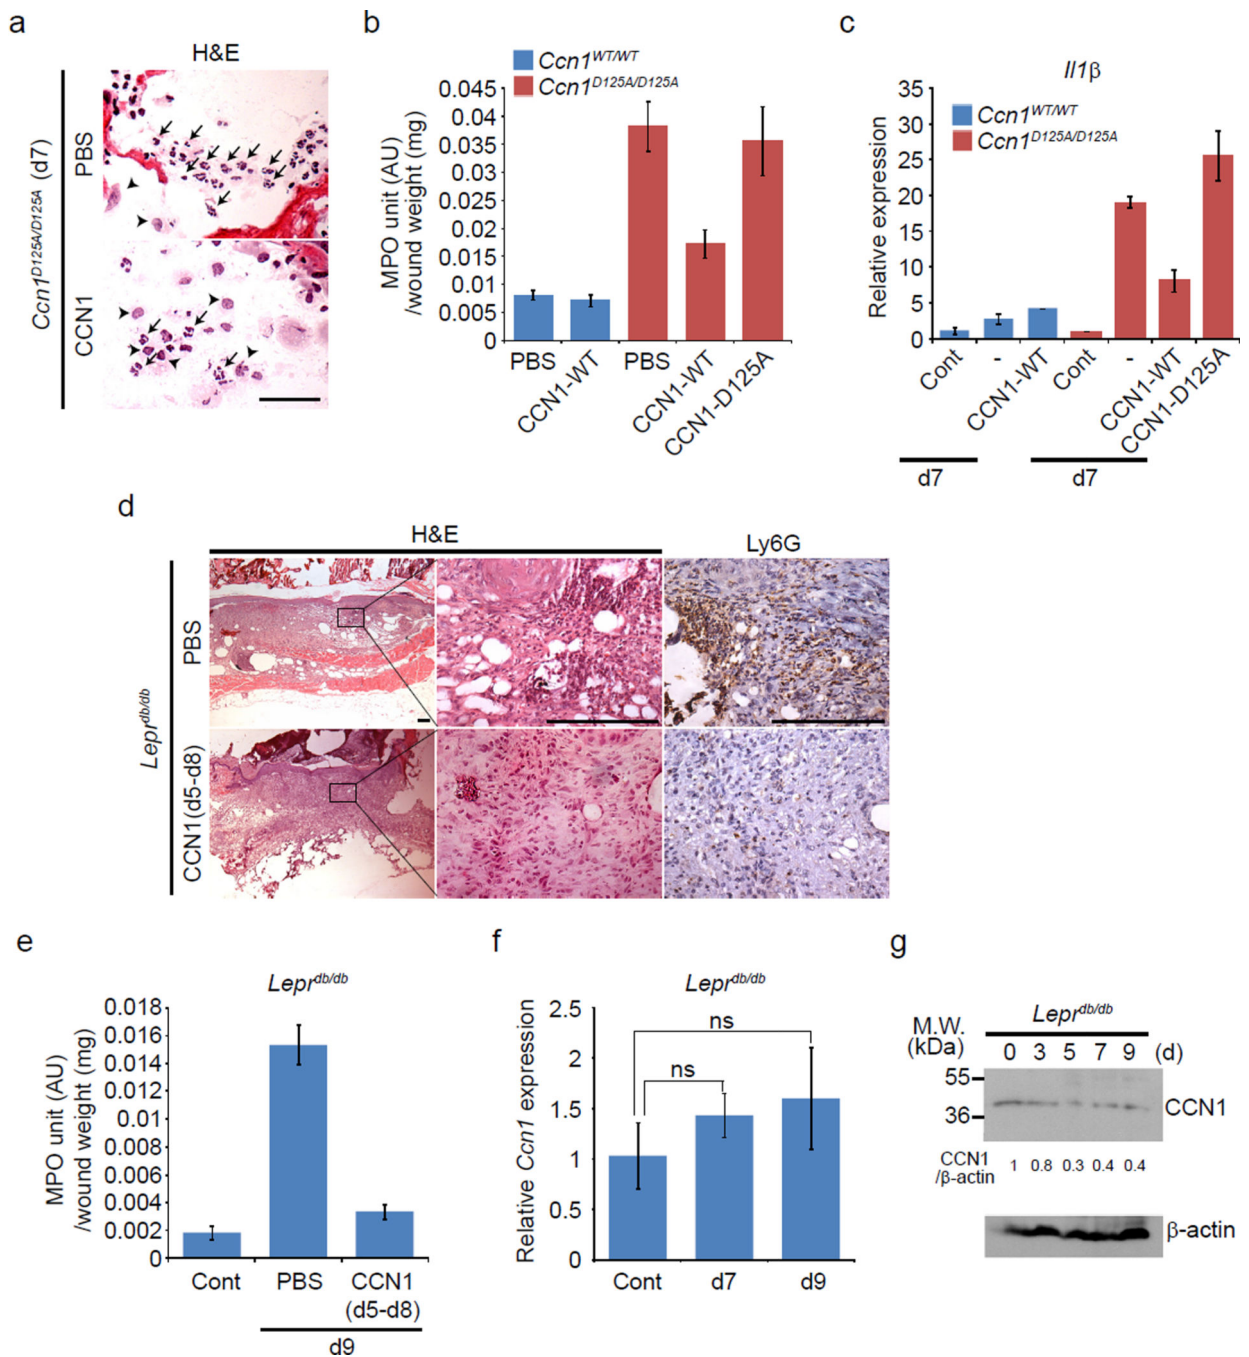 a
H&E
Ccn1D125A/D125A (d7)
PBS
CCN1
b
Ccn1WT/WT
Ccn1D125A/D125A
MPO unit (AU)
/wound weight (mg)
0.045
0.04
0.035
0.03
0.025
0.02
0.015
0.01
0.005
0
PBS
CCN1-WT
PBS
CCN1-WT
CCN1-D125A
c
Il1β
Ccn1WT/WT
Ccn1D125A/D125A
Relative expression
35
30
25
20
15
10
5
0
Cont
-
CCN1-WT
Cont
-
CCN1-WT
CCN1-D125A
d7
d7
d
H&E
Ly6G
Leprdb/db
PBS
CCN1(d5-d8)
e
Leprdb/db
MPO unit (AU)
/wound weight (mg)
0.018
0.016
0.014
0.012
0.01
0.008
0.006
0.004
0.002
0
Cont
PBS
CCN1
(d5-d8)
d9
f
Leprdb/db
Relative Ccn1 expression
2.5
2
1.5
1
0.5
0
ns
ns
Cont
d7
d9
g
M.W.
(kDa)
Leprdb/db
0 3 5 7 9 (d)
55
36
CCN1
CCN1
/β-actin
1 0.8 0.3 0.4 0.4
β-actin